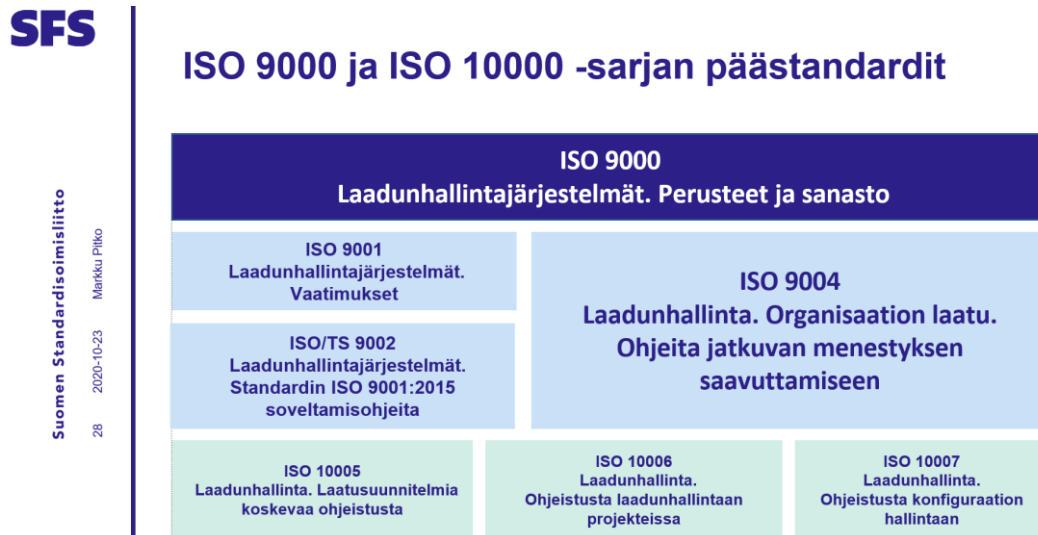 SFS
ISO 9000 ja ISO 10000 -sarjan päästandardit
ISO 9000
Laadunhallintajärjestelmät. Perusteet ja sanasto
ISO 9001
Laadunhallintajärjestelmät.
Vaatimukset
ISO/TS 9002
Laadunhallintajärjestelmät.
Standardin ISO 9001:2015
soveltamisohjeita
ISO 9004
Laadunhallinta. Organisaation laatu.
Ohjeita jatkuvan menestyksen
saavuttamiseen
ISO 10005
Laadunhallinta. Laatusuunnitelmia
koskevaa ohjeistusta
ISO 10006
Laadunhallinta.
Ohjeistusta laadunhallintaan
projekteissa
ISO 10007
Laadunhallinta.
Ohjeistusta konfiguraation
hallintaan
Suomen Standardisoimisliitto
28 2020-10-23 Markku Pitko